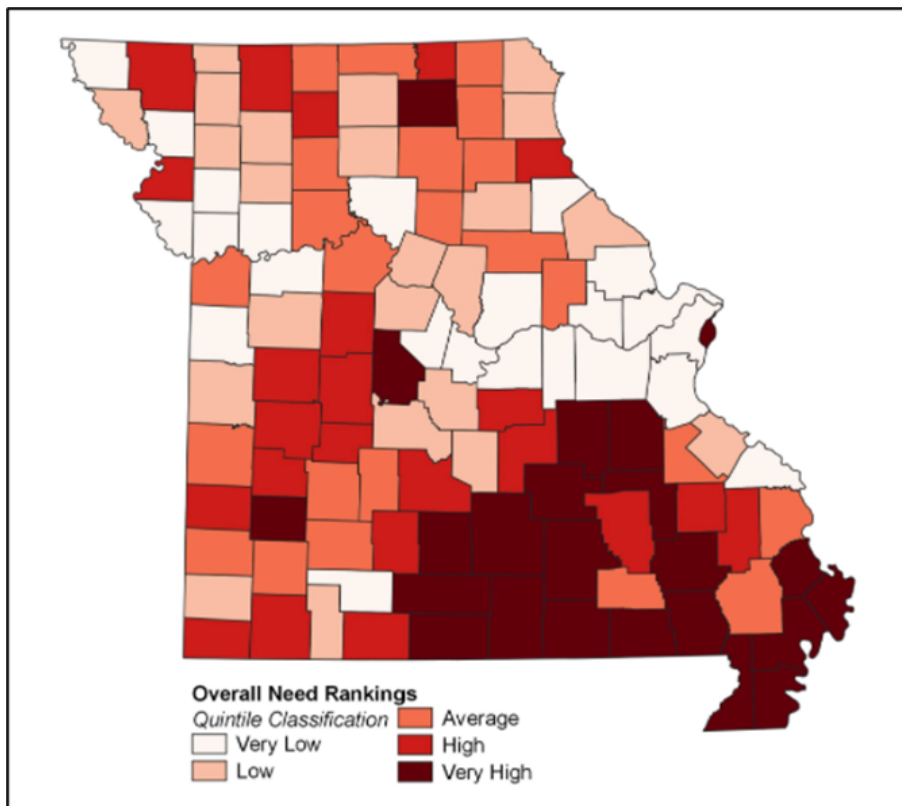 Overall Need Rankings
Quintile Classification
Very Low
Low
Average
High
Very High